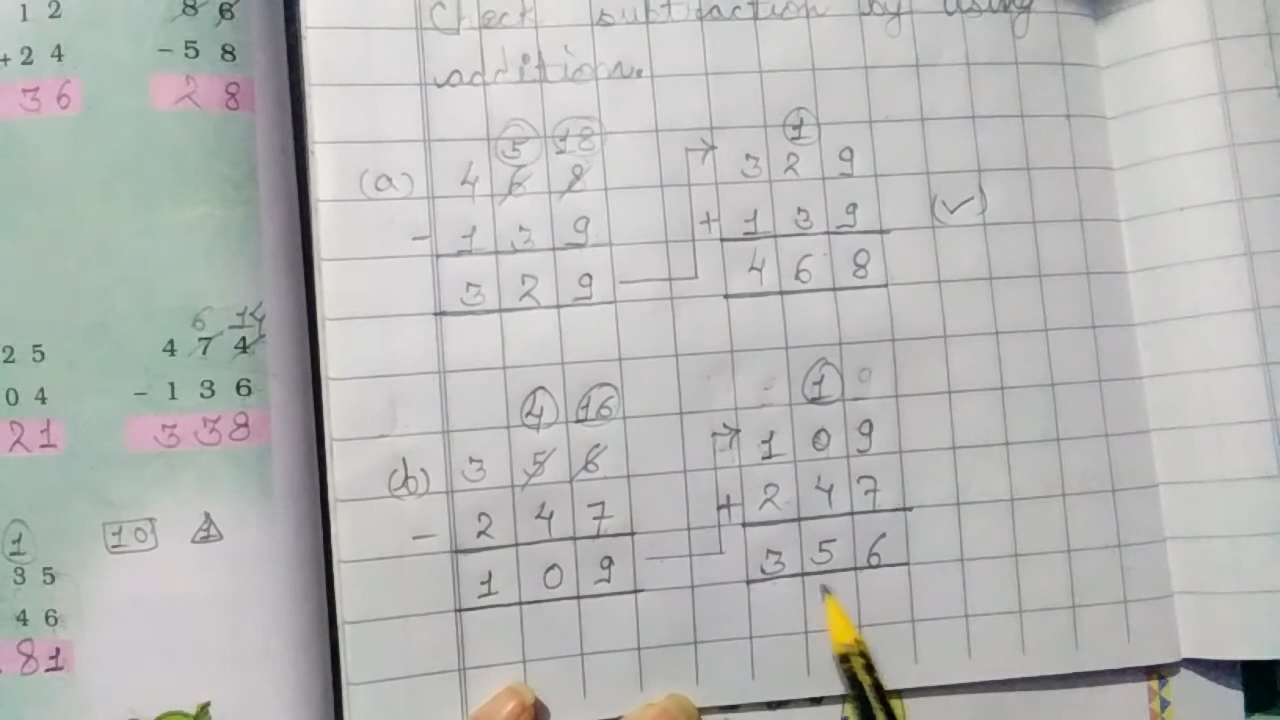 Check subtraction by using
addition.
1 2
+2 4
3 6
8 6
- 5 8
2 8
2 5
0 4
2 1
6 14
4 7 4
- 1 3 6
3 3 8
1
10
1
3 5
4 6
8 1
5 18
(a) 4 6 8
- 1 3 9
3 2 9
1
3 2 9
+ 1 3 9 (✓)
4 6 8
4 16
(b) 3 5 6
- 2 4 7
1 0 9
1
1 0 9
+ 2 4 7
3 5 6